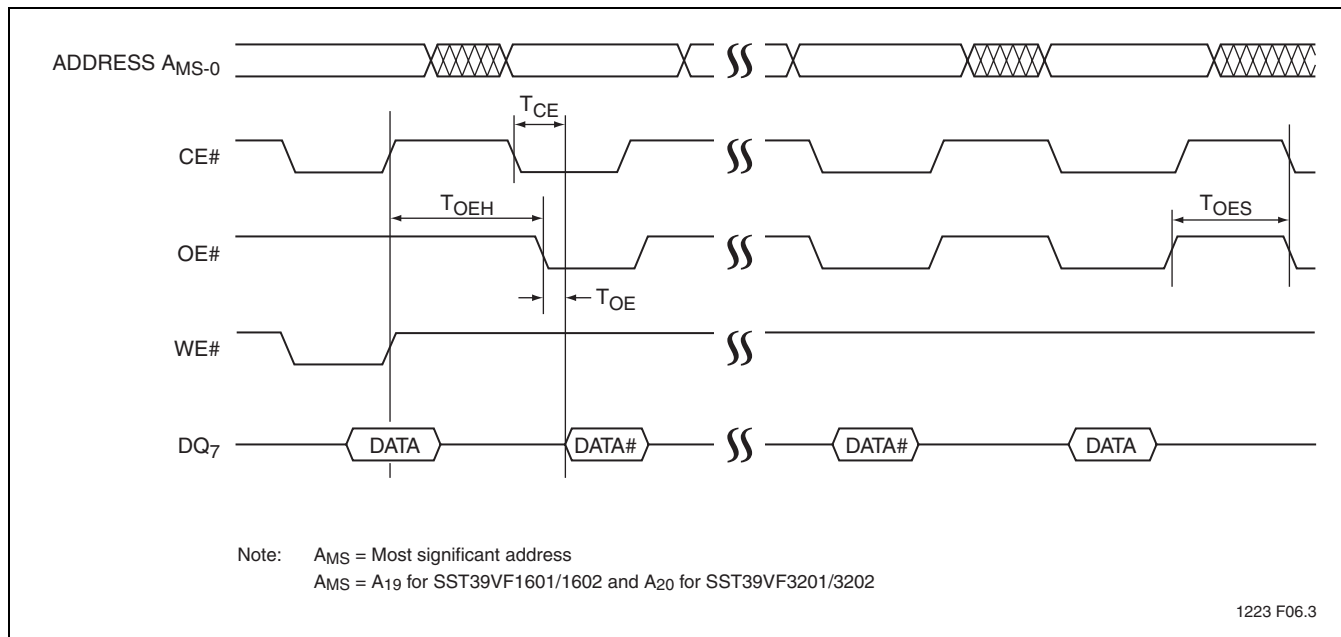 ADDRESS AMS-0
TCE
CE#
TOEH
TOES
OE#
TOE
WE#
DQ7
DATA
DATA#
DATA#
DATA
Note: AMS = Most significant address
AMS = A19 for SST39VF1601/1602 and A20 for SST39VF3201/3202
1223 F06.3